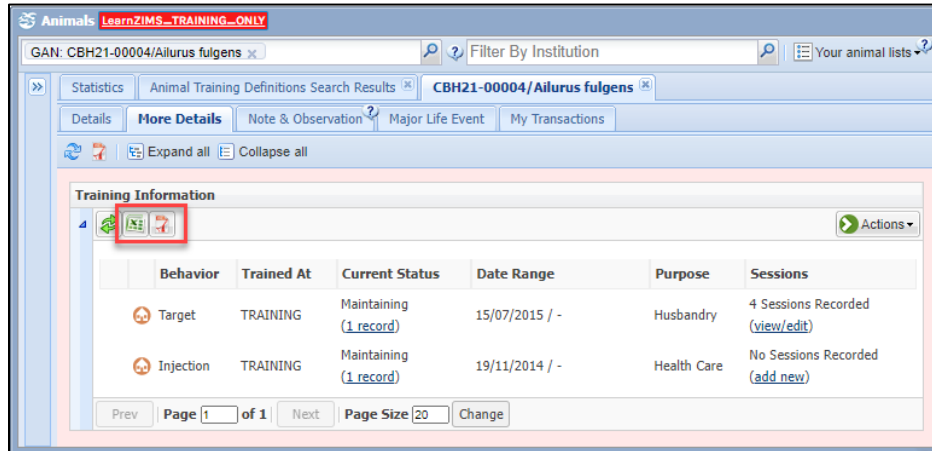 Animals LearnZIMS_TRAINING_ONLY
GAN: CBH21-00004/Ailurus fulgens Filter By Institution Your animal lists
Statistics Animal Training Definitions Search Results CBH21-00004/Ailurus fulgens
Details More Details Note & Observation Major Life Event My Transactions
Expand all Collapse all
Training Information
Actions
Behavior Trained At Current Status Date Range Purpose Sessions
Target TRAINING Maintaining 15/07/2015 / - Husbandry 4 Sessions Recorded
(1 record) (view/edit)
Injection TRAINING Maintaining 19/11/2014 / - Health Care No Sessions Recorded
(1 record) (add new)
Prev Page 1 of 1 Next Page Size 20 Change